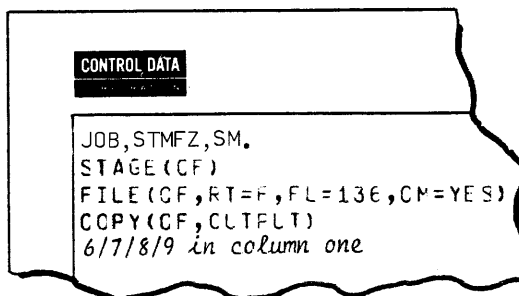 CONTROL DATA
JOB,STMFZ,SM.
STAGE(CF)
FILE(CF,RT=F,FL=136,CM=YES)
COPY(CF,
6/7/8/9 in column one